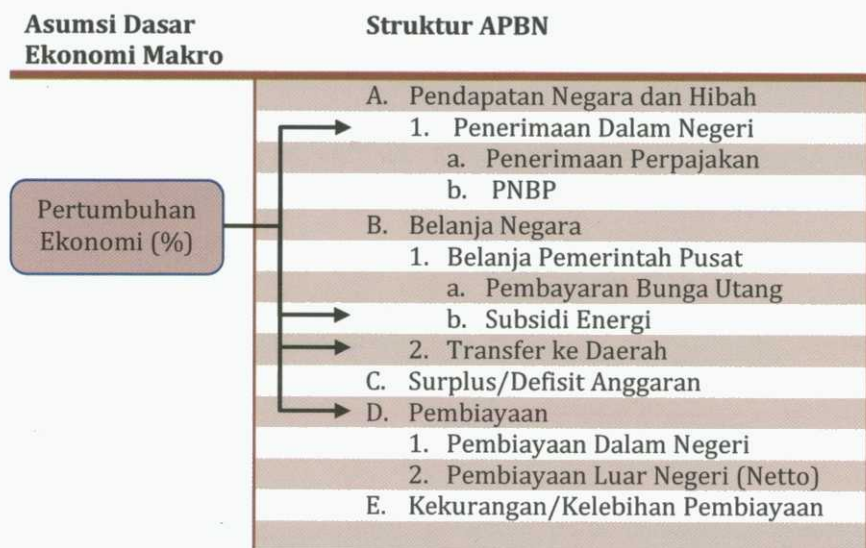 Asumsi Dasar
Ekonomi Makro
Struktur APBN
Pertumbuhan
Ekonomi (%)
A. Pendapatan Negara dan Hibah
1. Penerimaan Dalam Negeri
a. Penerimaan Perpajakan
b. PNBP
B. Belanja Negara
1. Belanja Pemerintah Pusat
a. Pembayaran Bunga Utang
b. Subsidi Energi
2. Transfer ke Daerah
C. Surplus/Defisit Anggaran
D. Pembiayaan
1. Pembiayaan Dalam Negeri
2. Pembiayaan Luar Negeri (Netto)
E. Kekurangan/Kelebihan Pembiayaan